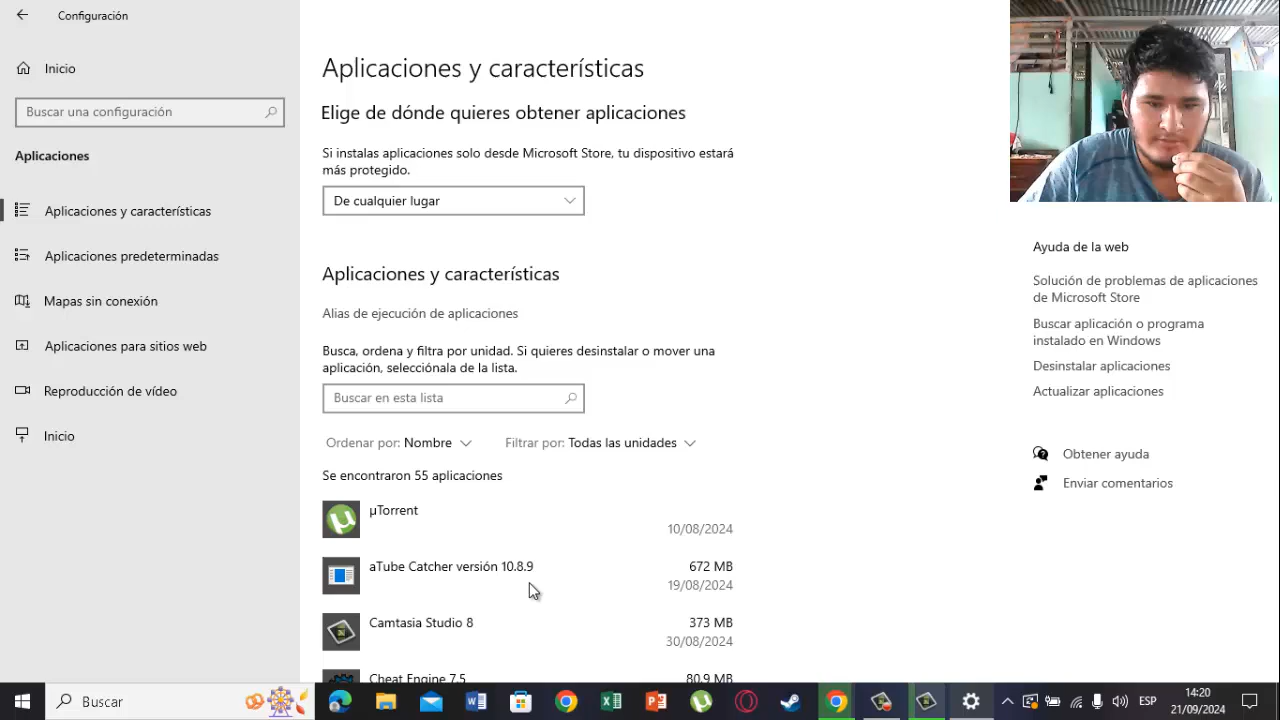 Configuración
Inicio
Buscar una configuración
Aplicaciones
Aplicaciones y características
Aplicaciones predeterminadas
Mapas sin conexión
Aplicaciones para sitios web
Reproducción de vídeo
Inicio
Aplicaciones y características
Elige de dónde quieres obtener aplicaciones
Si instalas aplicaciones solo desde Microsoft Store, tu dispositivo estará
más protegido.
De cualquier lugar
Aplicaciones y características
Alias de ejecución de aplicaciones
Busca, ordena y filtra por unidad. Si quieres desinstalar o mover una
aplicación, selecciónala de la lista.
Buscar en esta lista
Ordenar por: Nombre
Filtrar por: Todas las unidades
Se encontraron 55 aplicaciones
µTorrent
10/08/2024
aTube Catcher versión 10.8.9
672 MB
19/08/2024
Camtasia Studio 8
373 MB
30/08/2024
Cheat Engine 7.5
80,9 MB
Ayuda de la web
Solución de problemas de aplicaciones
de Microsoft Store
Buscar aplicación o programa
instalado en Windows
Desinstalar aplicaciones
Actualizar aplicaciones
Obtener ayuda
Enviar comentarios
Buscar
ESP
14:20
21/09/2024